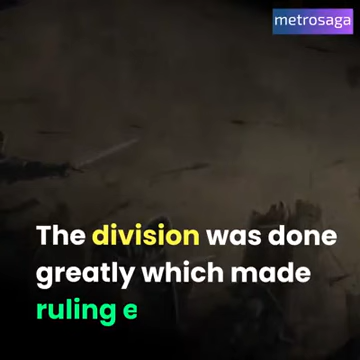 metrosaga
The division was done
greatly which made
ruling e